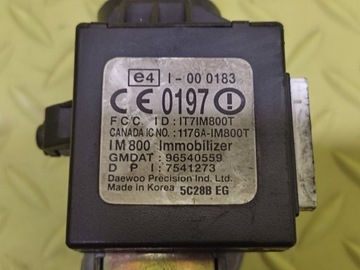 e4 I - 00 0183
CE 0197 !
FCC ID: IT7IM800T
CANADA IC NO.: 1176A-IM800T
IM800 Immobilizer
GMDAT : 96540559
D P I : 7541273
Daewoo Precision Ind. Ltd.
Made in Korea 5C28B EG